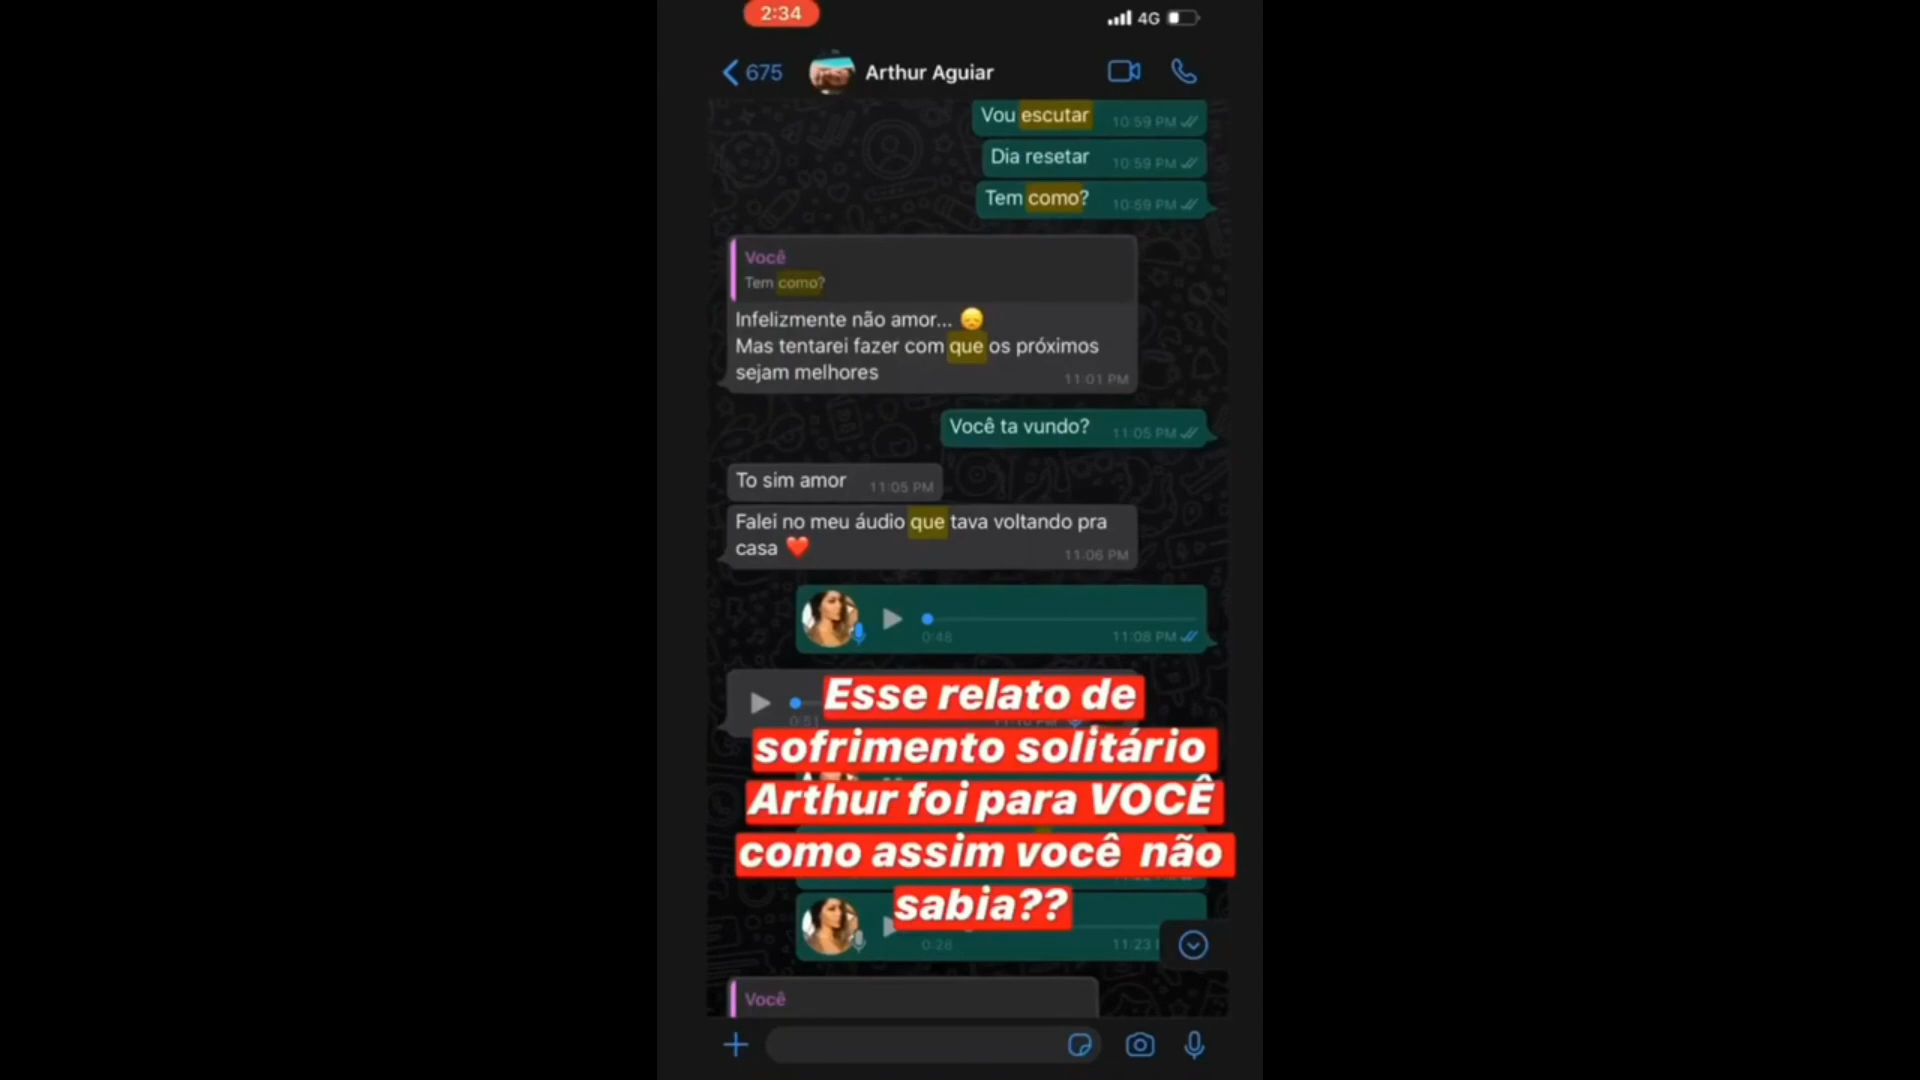 2:34
4G
675
Arthur Aguiar
Vou escutar 10:59 PM
Dia resetar 10:59 PM
Tem como? 10:59 PM
Você
Tem como?
Infelizmente não amor... 😞
Mas tentarei fazer com que os próximos
sejam melhores 11:01 PM
Você ta vundo? 11:05 PM
To sim amor 11:05 PM
Falei no meu áudio que tava voltando pra
casa ❤️ 11:06 PM
0:48 11:08 PM
0:51
Esse relato de
sofrimento solitário
Arthur foi para VOCÊ
como assim você não
sabia??
0:26 11:23
Você